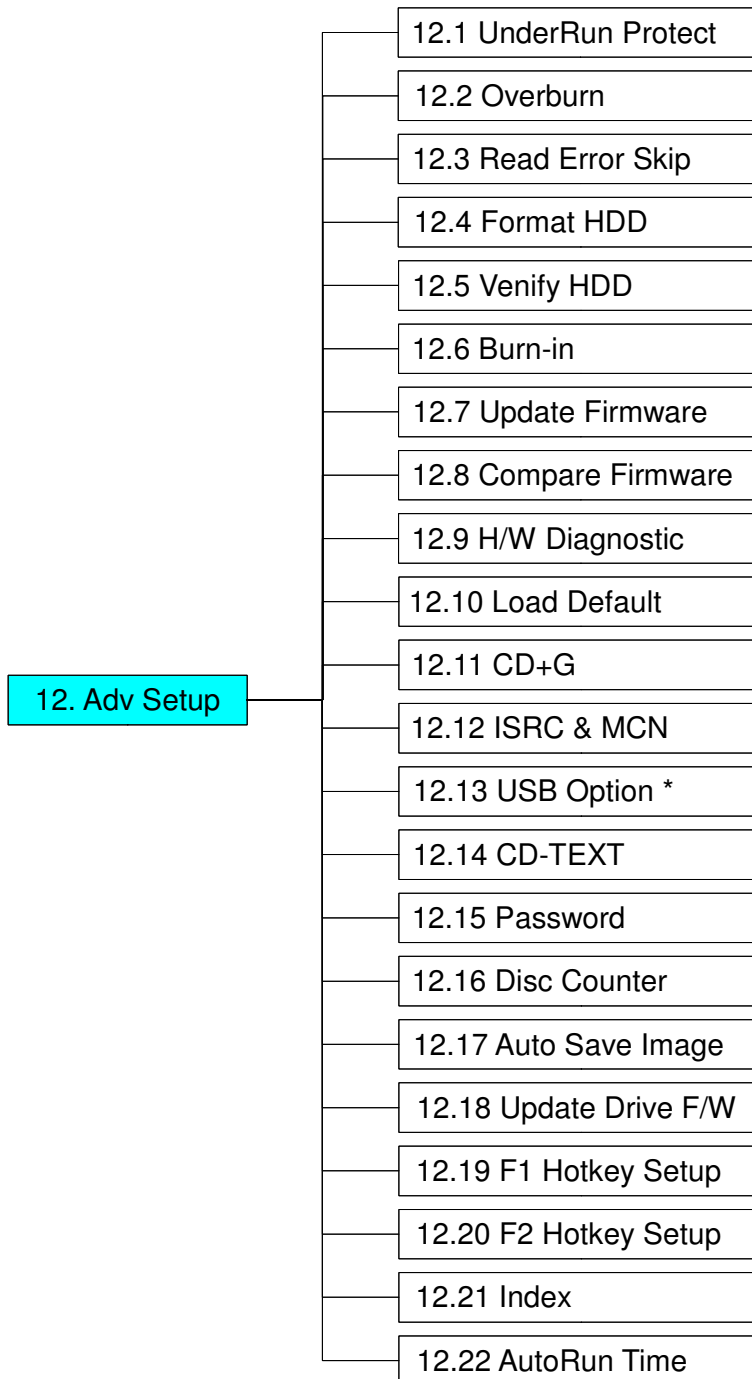 12.1 UnderRun Protect
12.2 Overburn
12.3 Read Error Skip
12.4 Format HDD
12.5 Venify HDD
12.6 Burn-in
12.7 Update Firmware
12.8 Compare Firmware
12.9 H/W Diagnostic
12.10 Load Default
12. Adv Setup
12.11 CD+G
12.12 ISRC & MCN
12.13 USB Option *
12.14 CD-TEXT
12.15 Password
12.16 Disc Counter
12.17 Auto Save Image
12.18 Update Drive F/W
12.19 F1 Hotkey Setup
12.20 F2 Hotkey Setup
12.21 Index
12.22 AutoRun Time